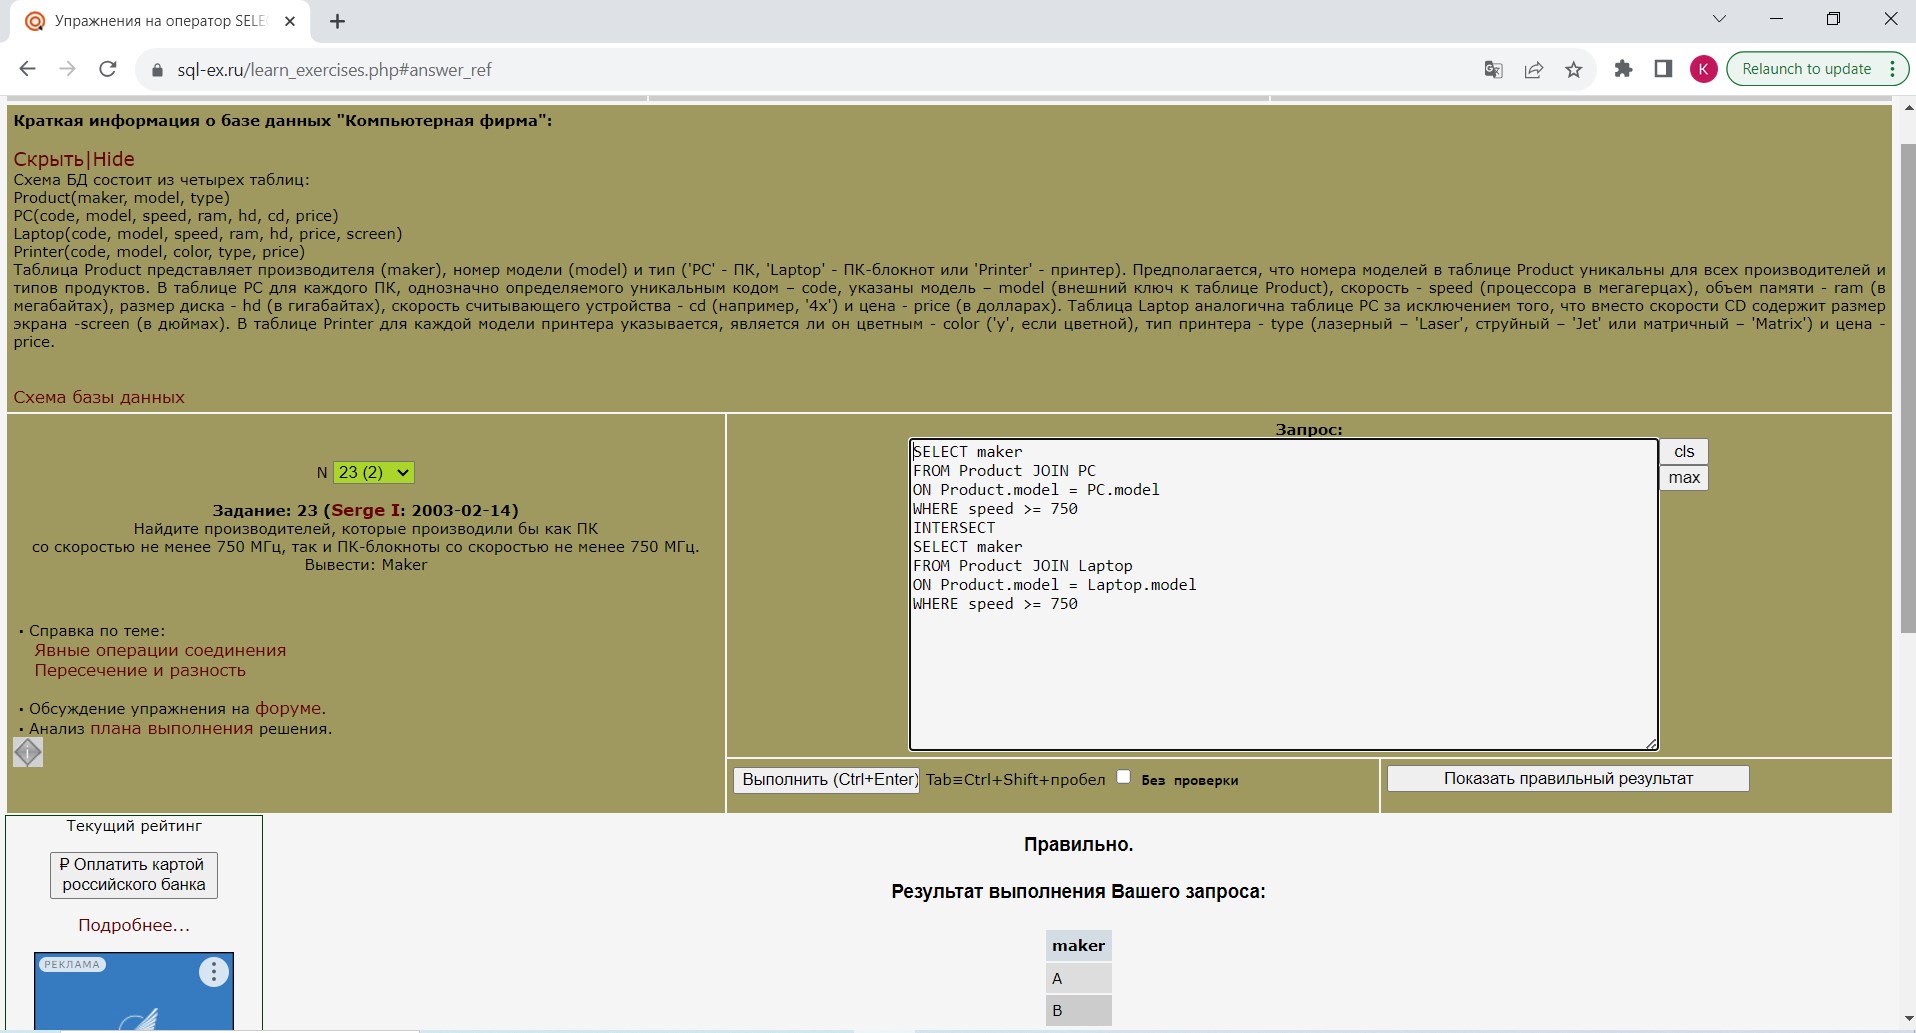 Упражнения на оператор SELE
sql-ex.ru/learn_exercises.php#answer_ref
K
Relaunch to update
Краткая информация о базе данных "Компьютерная фирма":
Скрыть|Hide
Схема БД состоит из четырех таблиц:
Product(maker, model, type)
PC(code, model, speed, ram, hd, cd, price)
Laptop(code, model, speed, ram, hd, price, screen)
Printer(code, model, color, type, price)
Таблица Product представляет производителя (maker), номер модели (model) и тип ('PC' - ПК, 'Laptop' - ПК-блокнот или 'Printer' - принтер). Предполагается, что номера моделей в таблице Product уникальны для всех производителей и
типов продуктов. В таблице PC для каждого ПК, однозначно определяемого уникальным кодом – code, указаны модель – model (внешний ключ к таблице Product), скорость - speed (процессора в мегагерцах), объем памяти - ram (в
мегабайтах), размер диска - hd (в гигабайтах), скорость считывающего устройства - cd (например, '4x') и цена - price (в долларах). Таблица Laptop аналогична таблице PC за исключением того, что вместо скорости CD содержит размер
экрана -screen (в дюймах). В таблице Printer для каждой модели принтера указывается, является ли он цветным - color ('y', если цветной), тип принтера - type (лазерный – 'Laser', струйный – 'Jet' или матричный – 'Matrix') и цена -
price.
Схема базы данных
N 23 (2)
Задание: 23 (Serge I: 2003-02-14)
Найдите производителей, которые производили бы как ПК
со скоростью не менее 750 МГц, так и ПК-блокноты со скоростью не менее 750 МГц.
Вывести: Maker
• Справка по теме:
Явные операции соединения
Пересечение и разность
• Обсуждение упражнения на форуме.
• Анализ плана выполнения решения.
Запрос:
SELECT maker
FROM Product JOIN PC
ON Product.model = PC.model
WHERE speed >= 750
INTERSECT
SELECT maker
FROM Product JOIN Laptop
ON Product.model = Laptop.model
WHERE speed >= 750
cls
max
Выполнить (Ctrl+Enter) Tab≡Ctrl+Shift+пробел Без проверки
Показать правильный результат
Текущий рейтинг
₽ Оплатить картой
российского банка
Подробнее...
РЕКЛАМА
Правильно.
Результат выполнения Вашего запроса:
maker
A
B